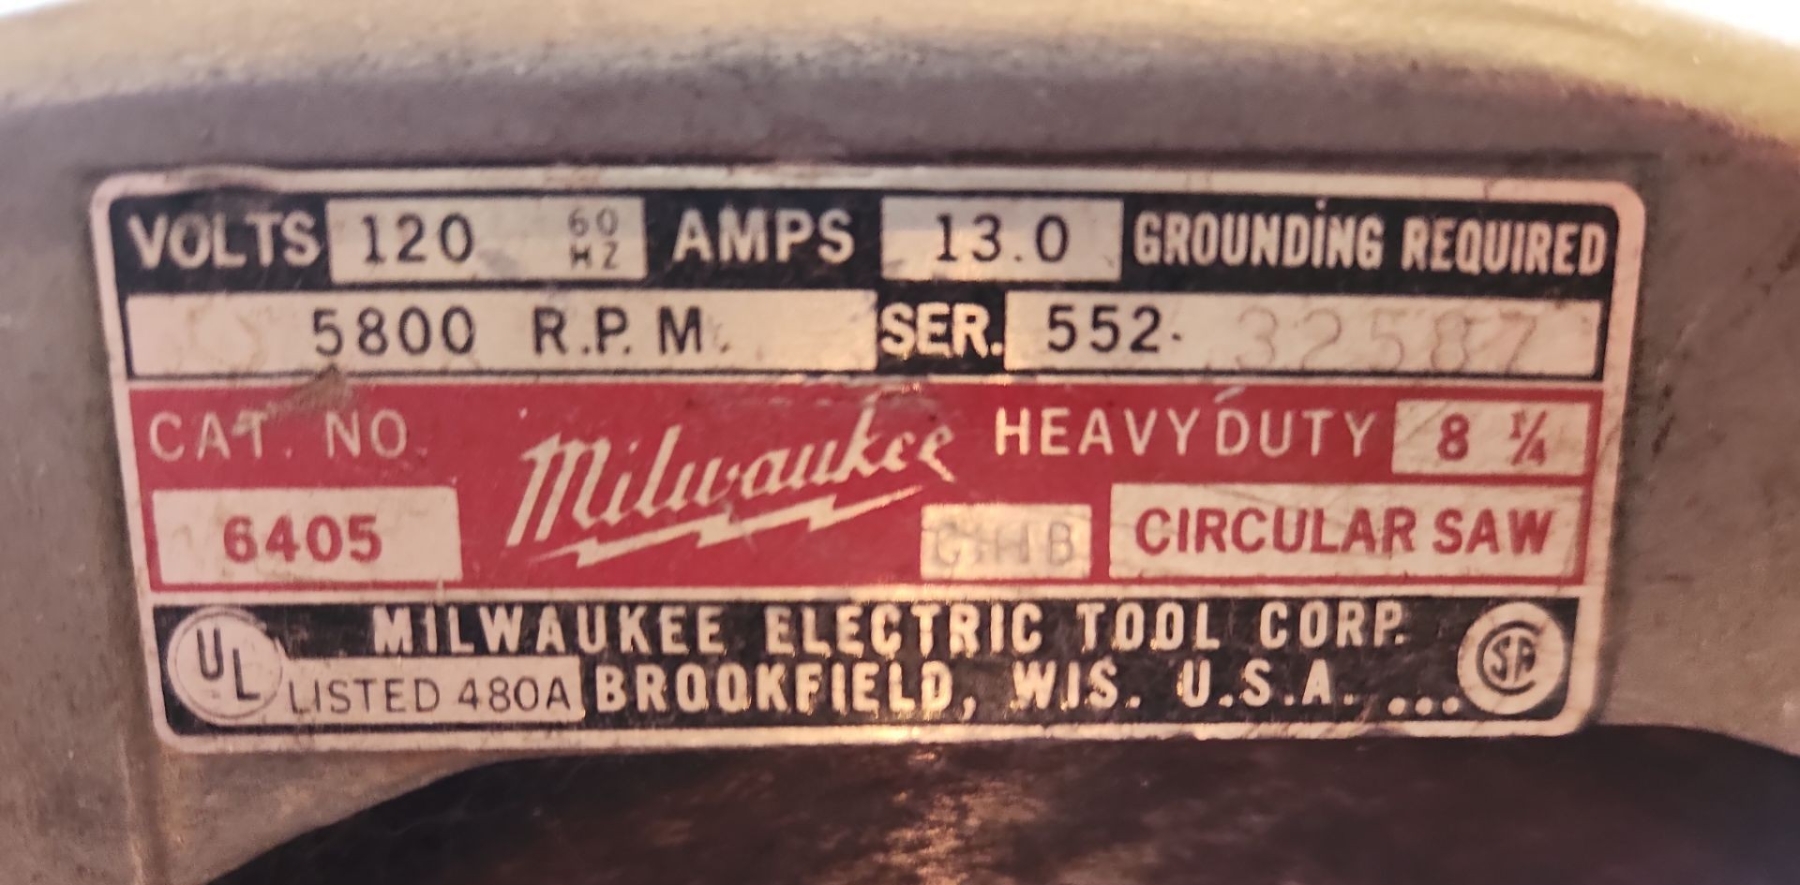 VOLTS 120 60 HZ AMPS 13.0 GROUNDING REQUIRED
5800 R.P.M. SER. 552- 32587
CAT. NO. Milwaukee HEAVY DUTY 8 1/4
6405 CIRCULAR SAW
UL LISTED 480A
MILWAUKEE ELECTRIC TOOL CORP.
BROOKFIELD, WIS. U.S.A. ...
SA